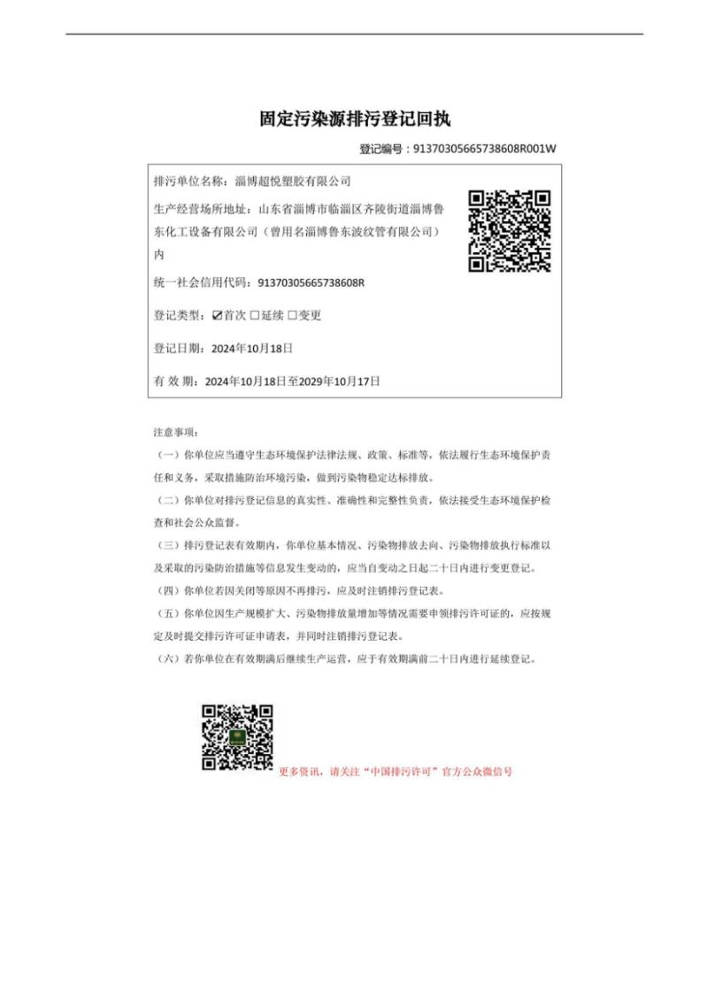 固定污染源排污登记回执
登记编号：91370305665738608R001W
排污单位名称：淄博超悦塑胶有限公司
生产经营场所地址：山东省淄博市临淄区齐陵街道淄博鲁
东化工设备有限公司（曾用名淄博鲁东波纹管有限公司）
内
统一社会信用代码：91370305665738608R
登记类型：☑首次 ☐延续 ☐变更
登记日期：2024年10月18日
有 效 期：2024年10月18日至2029年10月17日
注意事项：
（一）你单位应当遵守生态环境保护法律法规、政策、标准等，依法履行生态环境保护责
任和义务，采取措施防治环境污染，做到污染物稳定达标排放。
（二）你单位对排污登记信息的真实性、准确性和完整性负责，依法接受生态环境保护检
查和社会公众监督。
（三）排污登记表有效期内，你单位基本情况、污染物排放去向、污染物排放执行标准以
及采取的污染防治措施等信息发生变动的，应当自变动之日起二十日内进行变更登记。
（四）你单位若因关闭等原因不再排污，应及时注销排污登记表。
（五）你单位因生产规模扩大、污染物排放量增加等情况需要申领排污许可证的，应按规
定及时提交排污许可证申请表，并同时注销排污登记表。
（六）若你单位在有效期满后继续生产运营，应于有效期满前二十日内进行延续登记。
更多资讯，请关注“中国排污许可”官方公众微信号